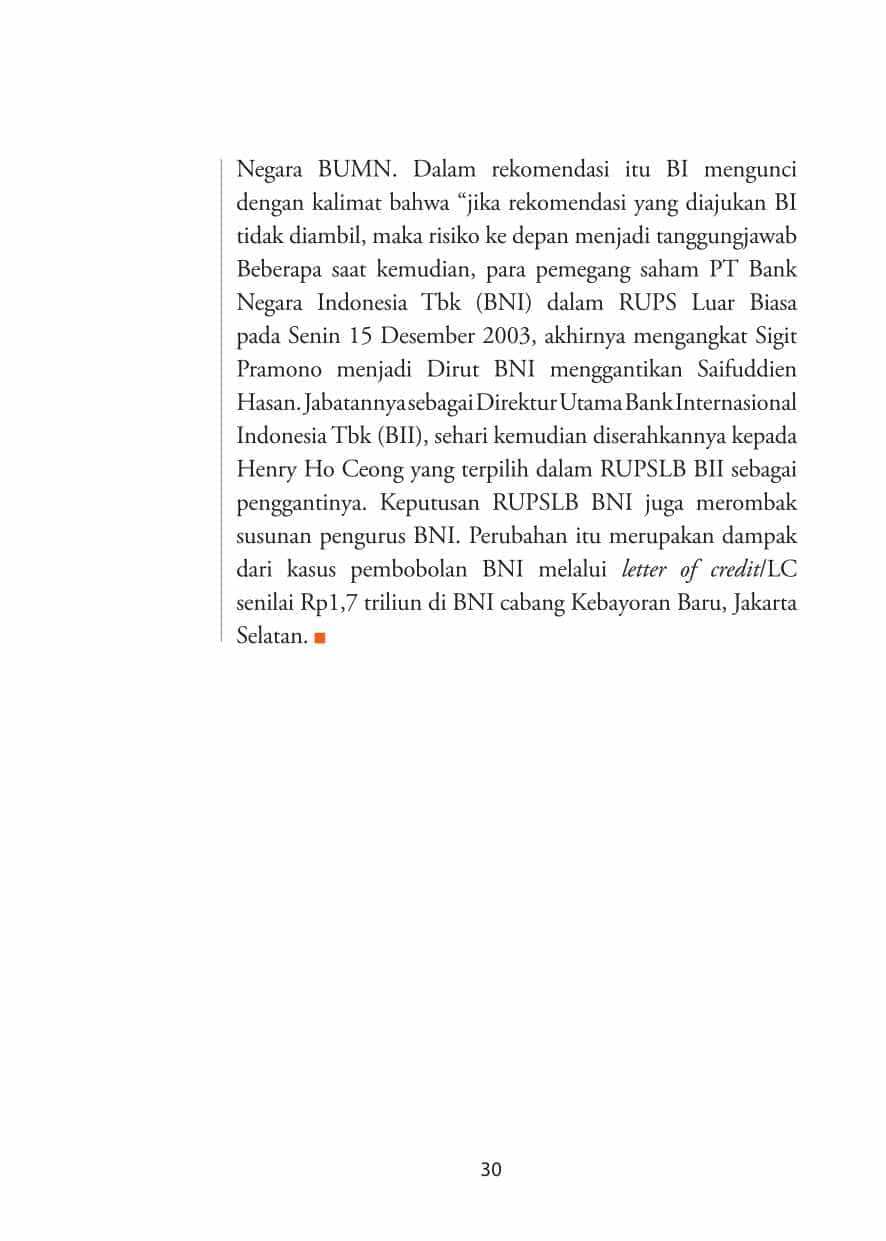 Negara BUMN. Dalam rekomendasi itu BI mengunci
dengan kalimat bahwa “jika rekomendasi yang diajukan BI
tidak diambil, maka risiko ke depan menjadi tanggungjawab
Beberapa saat kemudian, para pemegang saham PT Bank
Negara Indonesia Tbk (BNI) dalam RUPS Luar Biasa
pada Senin 15 Desember 2003, akhirnya mengangkat Sigit
Pramono menjadi Dirut BNI menggantikan Saifuddien
Hasan. Jabatannya sebagai Direktur Utama Bank Internasional
Indonesia Tbk (BII), sehari kemudian diserahkannya kepada
Henry Ho Ceong yang terpilih dalam RUPSLB BII sebagai
penggantinya. Keputusan RUPSLB BNI juga merombak
susunan pengurus BNI. Perubahan itu merupakan dampak
dari kasus pembobolan BNI melalui letter of credit/LC
senilai Rp1,7 triliun di BNI cabang Kebayoran Baru, Jakarta
Selatan. ■
30